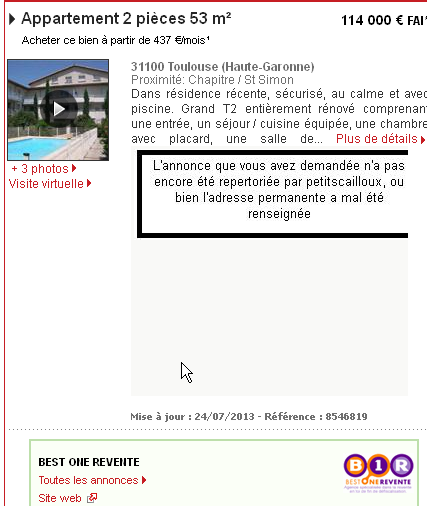 Appartement 2 pièces 53 m²
114 000 € FAI*
Acheter ce bien à partir de 437 €/mois¹
31100 Toulouse (Haute-Garonne)
Proximité: Chapitre / St Simon
Dans résidence récente, sécurisé, au calme et avec
piscine. Grand T2 entièrement rénové comprenant
une entrée, un séjour / cuisine équipée, une chambre
avec placard, une salle de... Plus de détails
+ 3 photos
Visite virtuelle
L'annonce que vous avez demandée n'a pas
encore été repertoriée par petitscailloux, ou
bien l'adresse permanente a mal été
renseignée
Mise à jour : 24/07/2013 - Référence : 8546819
BEST ONE REVENTE
Toutes les annonces
Site web
B1R
BEST ONE REVENTE